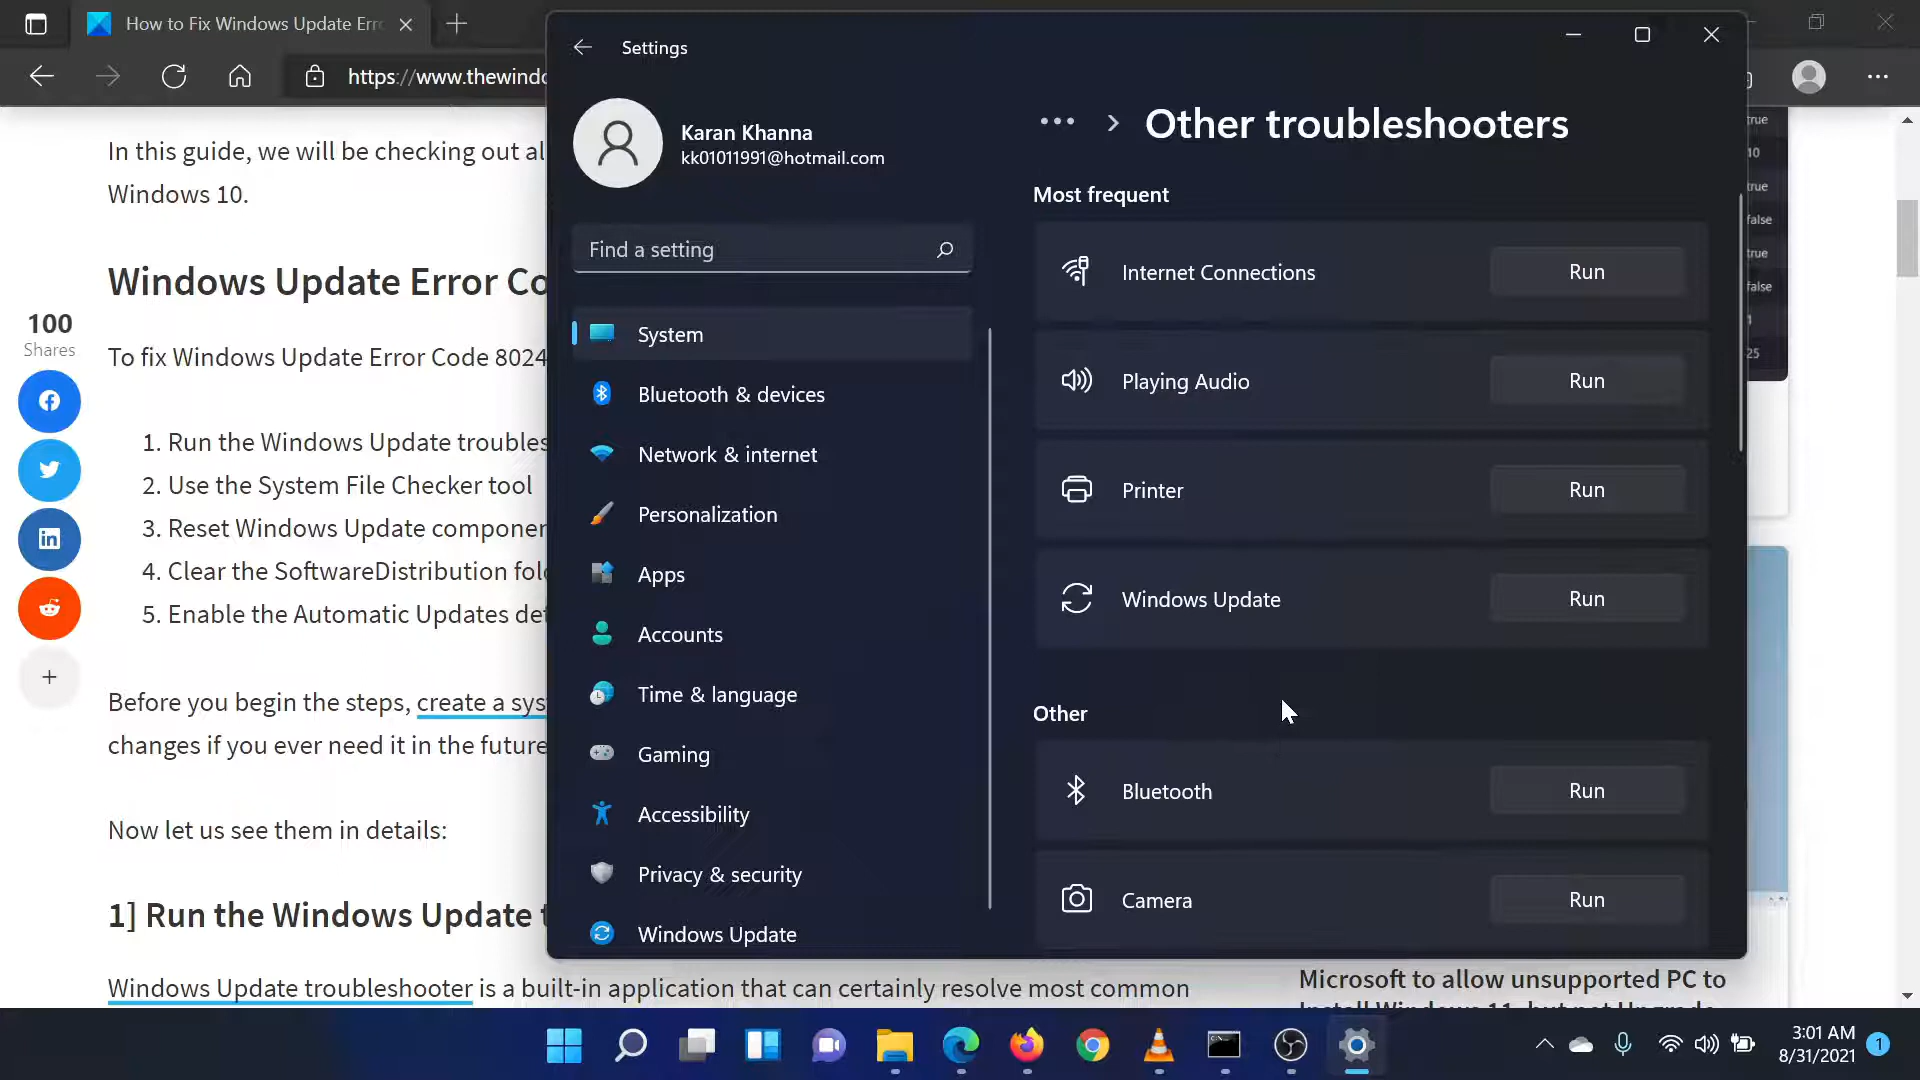 How to Fix Windows Update Err
https://www.thewindo
In this guide, we will be checking out al
Windows 10.
Windows Update Error Co
100
Shares
To fix Windows Update Error Code 8024
1. Run the Windows Update troubles
2. Use the System File Checker tool
3. Reset Windows Update componen
4. Clear the SoftwareDistribution fol
5. Enable the Automatic Updates de
Before you begin the steps, create a sys
changes if you ever need it in the future
Now let us see them in details:
1] Run the Windows Update t
Windows Update troubleshooter is a built-in application that can certainly resolve most common
Settings
Karan Khanna
kk01011991@hotmail.com
Find a setting
System
Bluetooth & devices
Network & internet
Personalization
Apps
Accounts
Time & language
Gaming
Accessibility
Privacy & security
Windows Update
Other troubleshooters
Most frequent
Internet Connections Run
Playing Audio Run
Printer Run
Windows Update Run
Other
Bluetooth Run
Camera Run
true
10
true
false
true
false
1
25
Microsoft to allow unsupported PC to
Install Windows 11, but not Upgrade
3:01 AM
8/31/2021
1